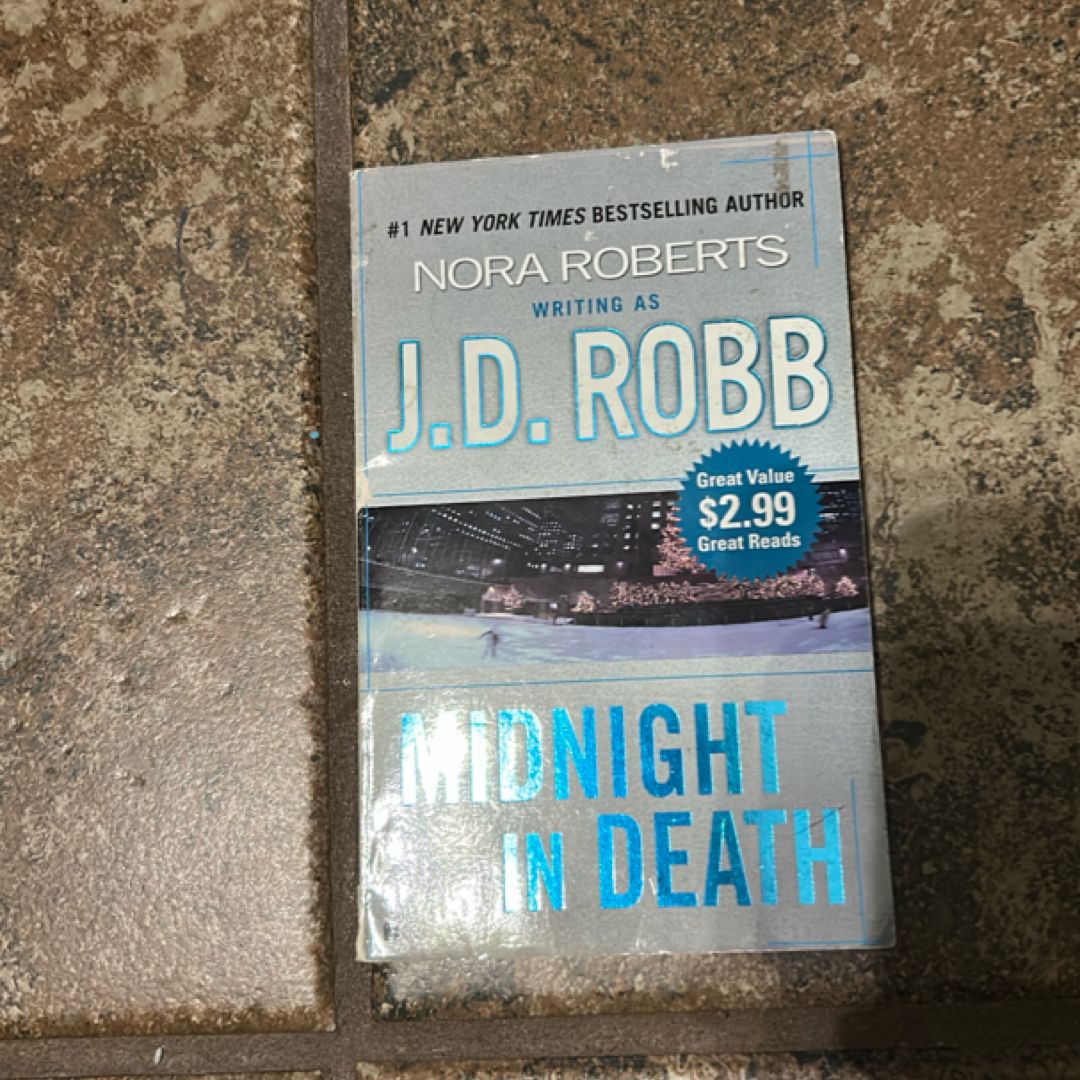 #1 NEW YORK TIMES BESTSELLING AUTHOR
NORA ROBERTS
WRITING AS
J.D. ROBB
Great Value
$2.99
Great Reads
MIDNIGHT
IN DEATH